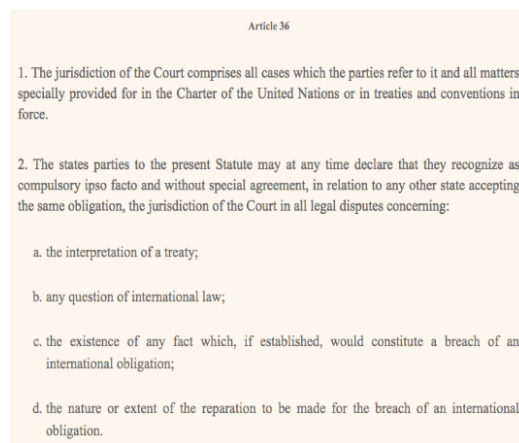 Article 36
1. The jurisdiction of the Court comprises all cases which the parties refer to it and all matters
specially provided for in the Charter of the United Nations or in treaties and conventions in
force.
2. The states parties to the present Statute may at any time declare that they recognize as
compulsory ipso facto and without special agreement, in relation to any other state accepting
the same obligation, the jurisdiction of the Court in all legal disputes concerning:
a. the interpretation of a treaty;
b. any question of international law;
c. the existence of any fact which, if established, would constitute a breach of an
international obligation;
d. the nature or extent of the reparation to be made for the breach of an international
obligation.